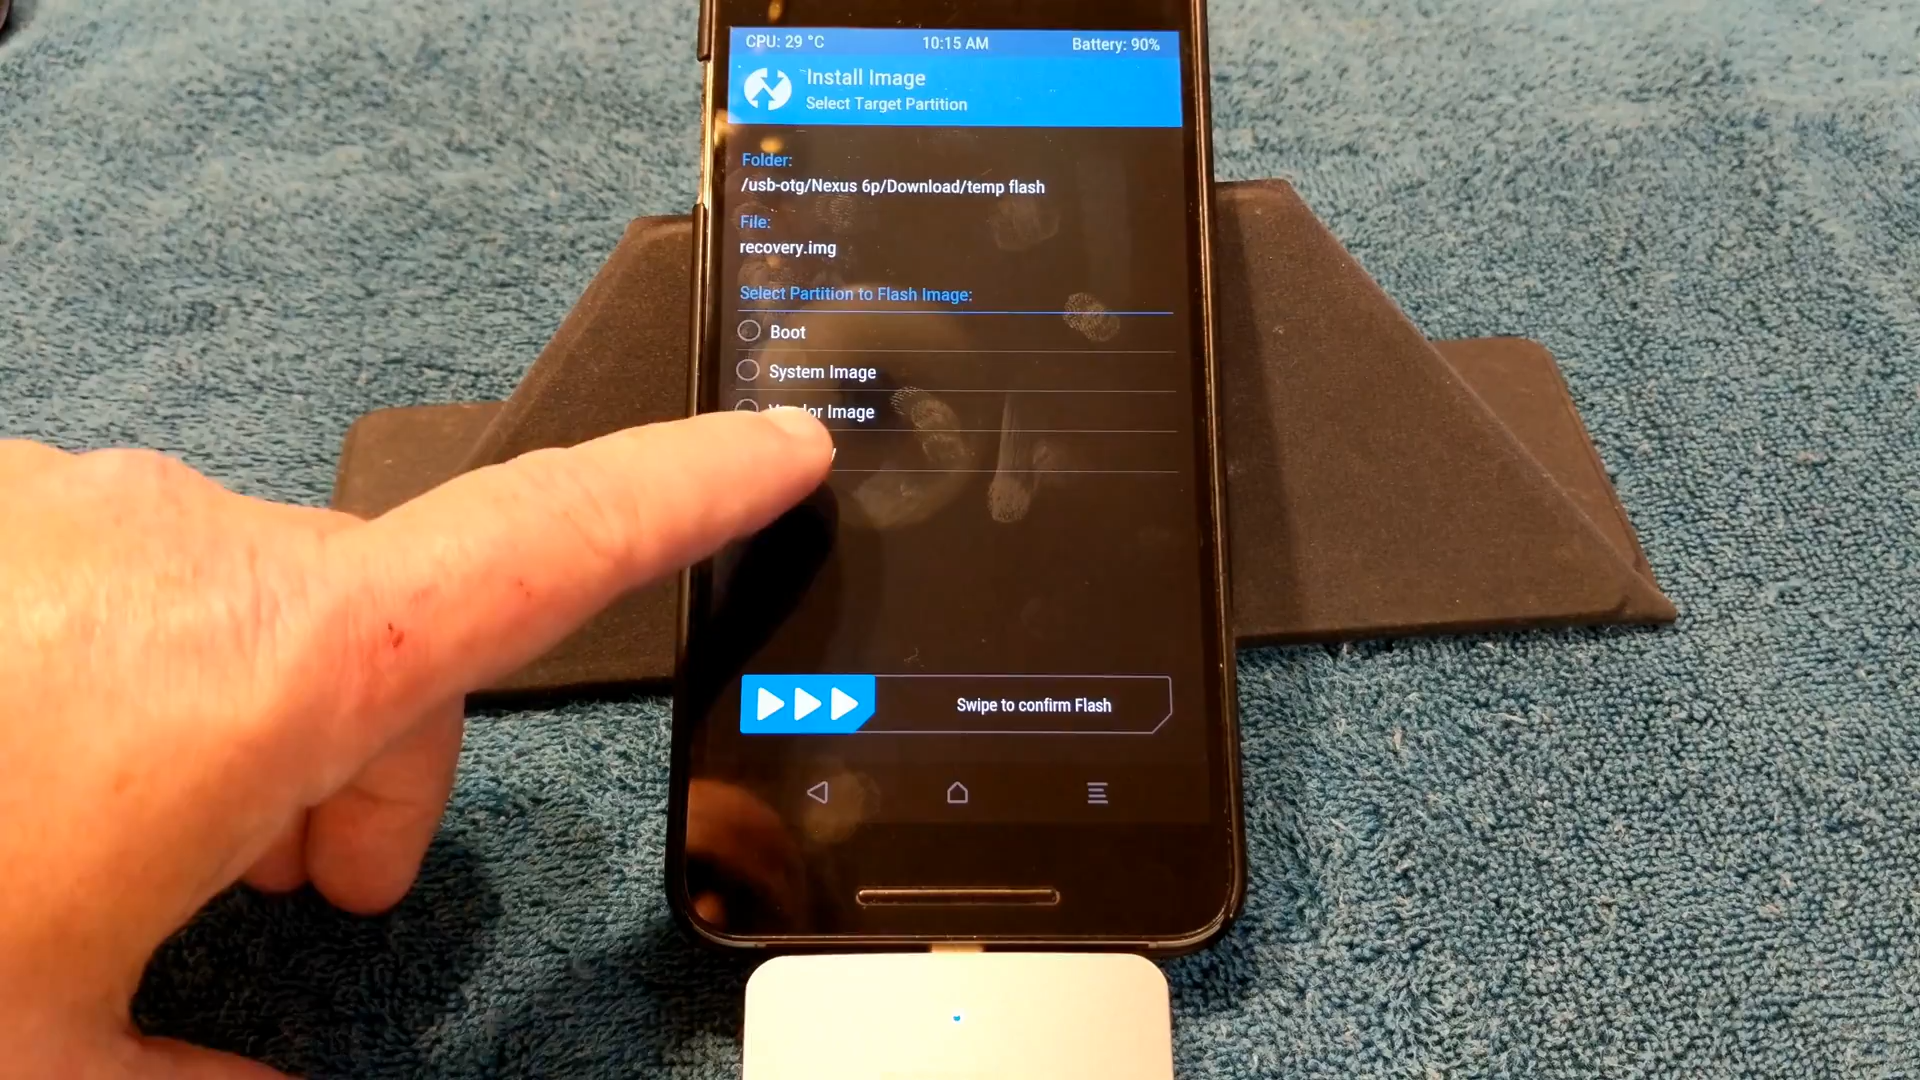 CPU: 29 °C 10:15 AM Battery: 90%
Install Image
Select Target Partition
Folder:
/usb-otg/Nexus 6p/Download/temp flash
File:
recovery.img
Select Partition to Flash Image:
Boot
System Image
Image
Swipe to confirm Flash